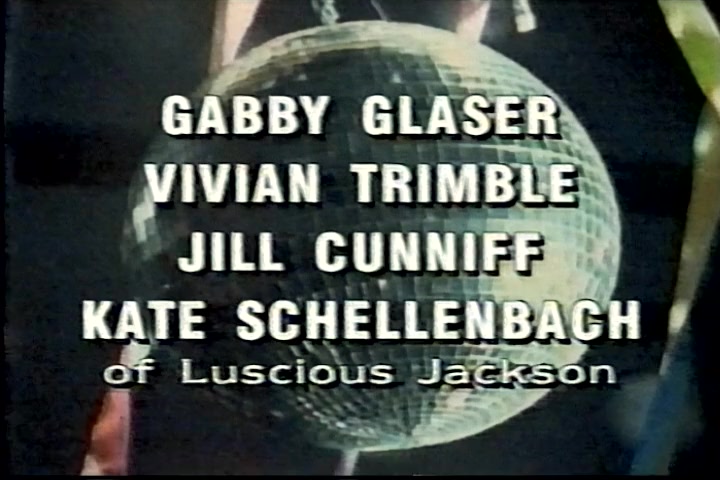 GABBY GLASER
VIVIAN TRIMBLE
JILL CUNNIFF
KATE SCHELLENBACH
of Luscious Jackson